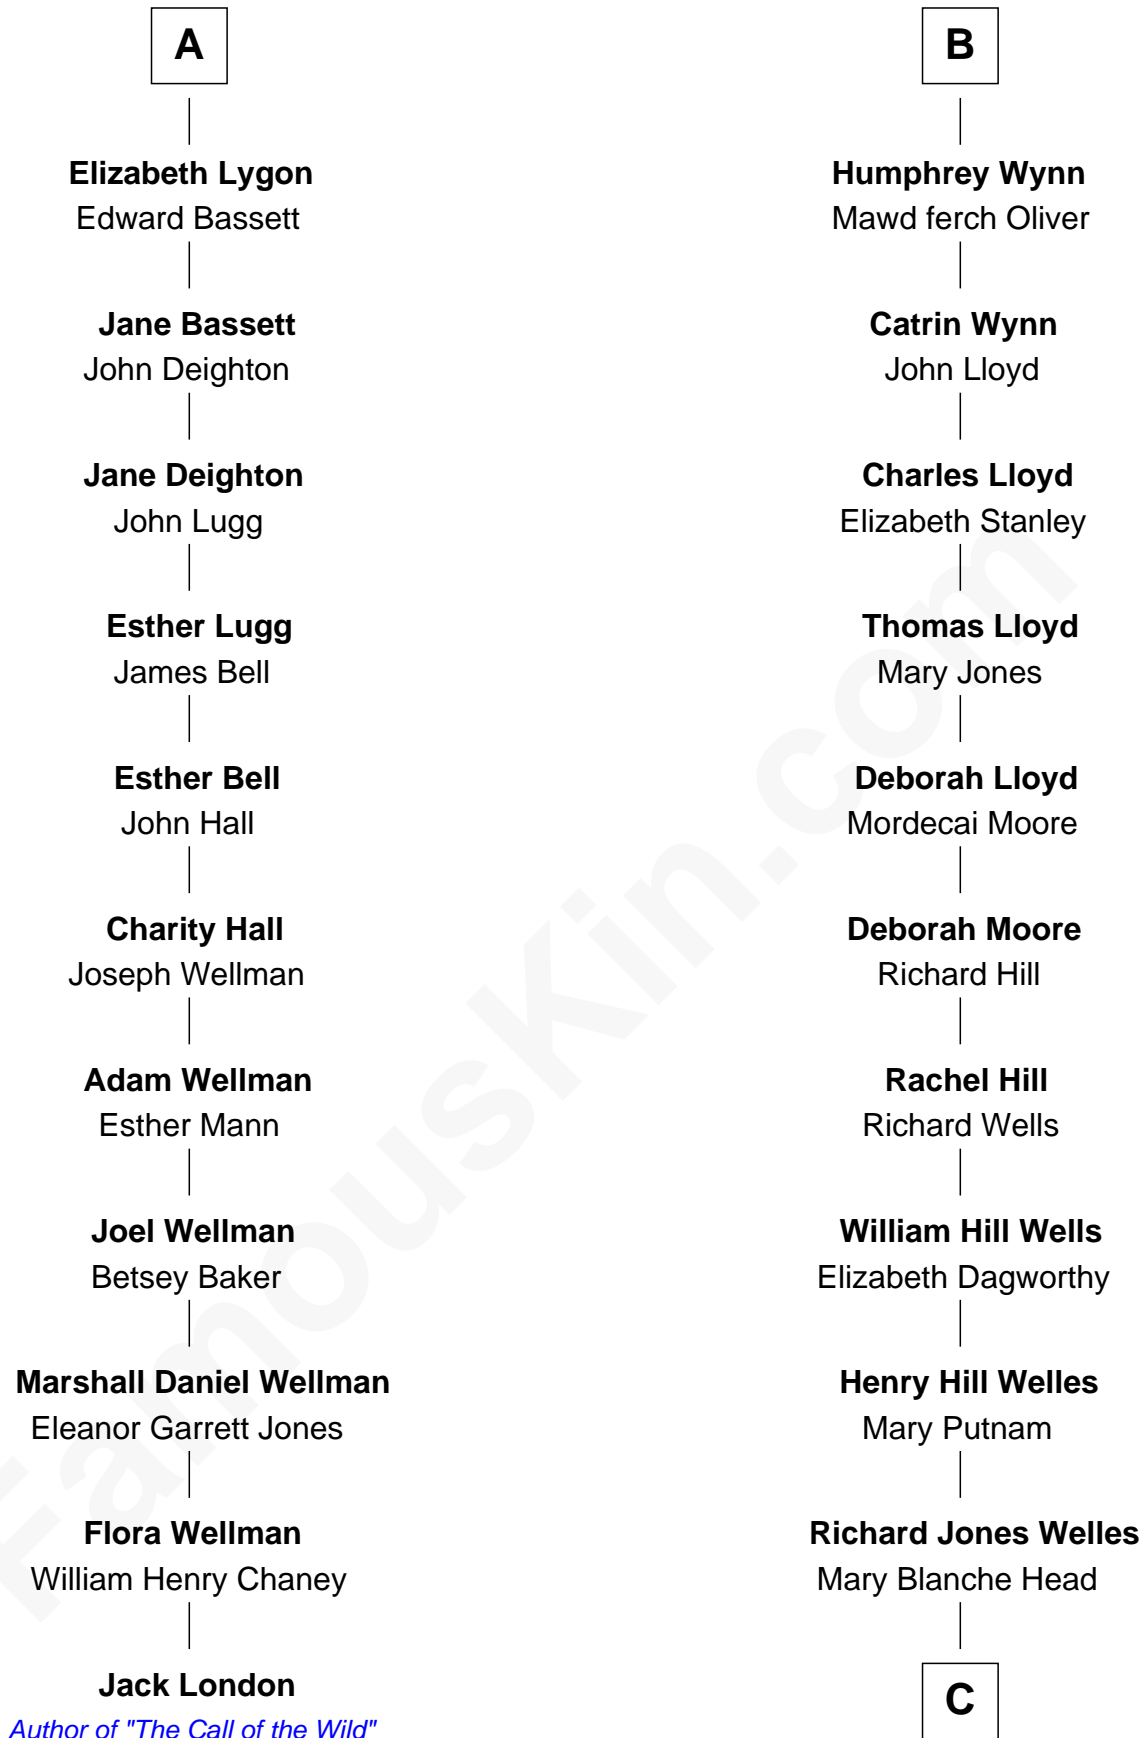 A
Elizabeth Lygon
Edward Bassett
Jane Bassett
John Deighton
Jane Deighton
John Lugg
Esther Lugg
James Bell
Esther Bell
John Hall
Charity Hall
Joseph Wellman
Adam Wellman
Esther Mann
Joel Wellman
Betsey Baker
Marshall Daniel Wellman
Eleanor Garrett Jones
Flora Wellman
William Henry Chaney
Jack London
Author of "The Call of the Wild"
B
Humphrey Wynn
Mawd ferch Oliver
Catrin Wynn
John Lloyd
Charles Lloyd
Elizabeth Stanley
Thomas Lloyd
Mary Jones
Deborah Lloyd
Mordecai Moore
Deborah Moore
Richard Hill
Rachel Hill
Richard Wells
William Hill Wells
Elizabeth Dagworthy
Henry Hill Welles
Mary Putnam
Richard Jones Welles
Mary Blanche Head
C
FamousKin.com